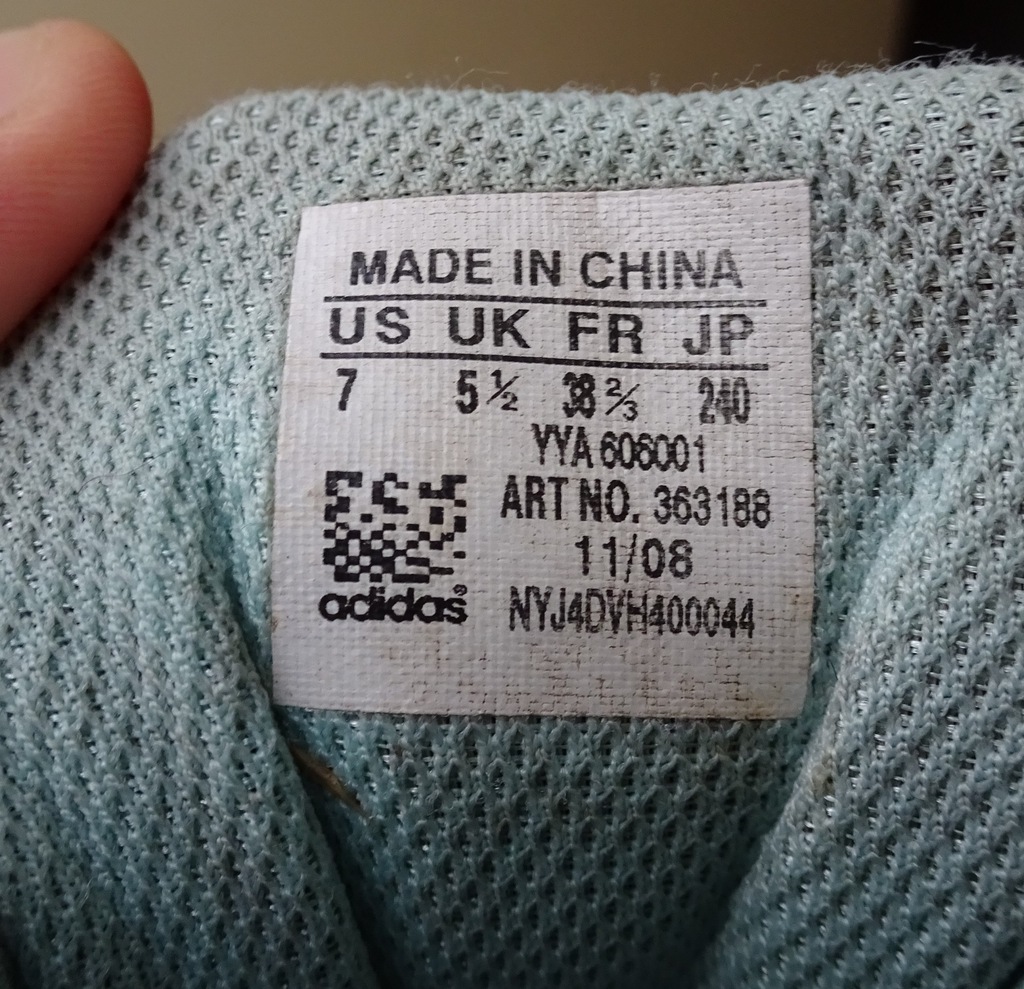 MADE IN CHINA
US UK FR JP
7 5½ 38⅔ 240
YYA 606001
ART NO. 363188
11/08
adidas® NYJ4DVH400044